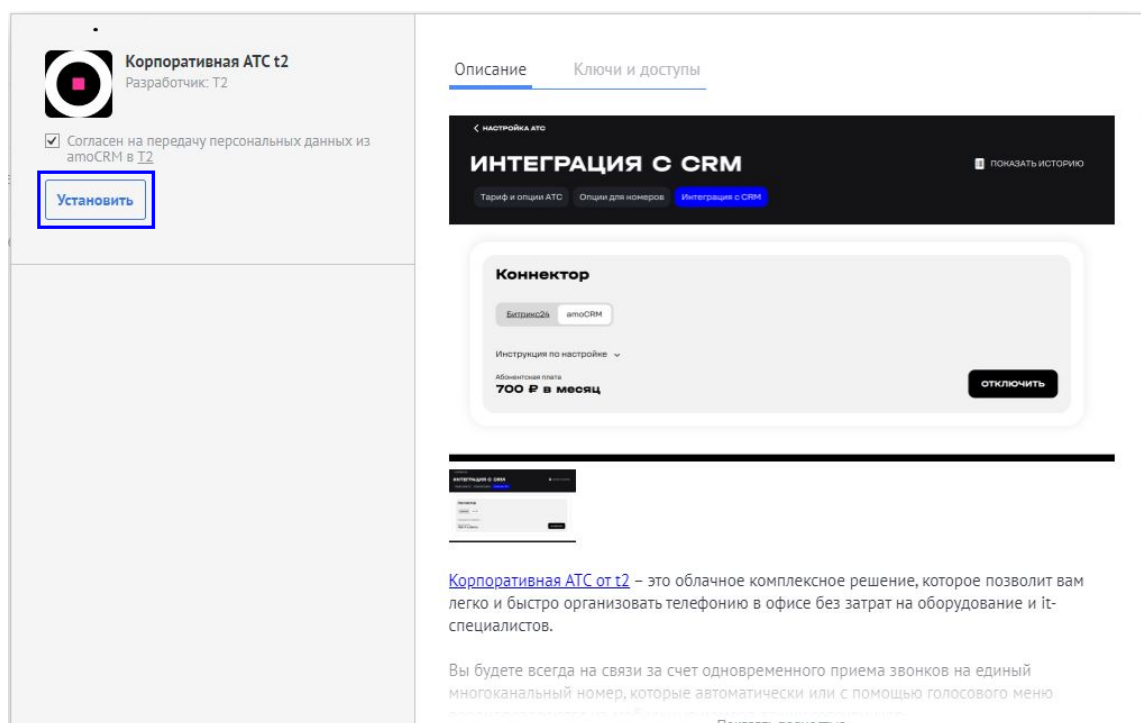 Корпоративная АТС t2
Разработчик: T2
Согласен на передачу персональных данных из
amoCRM в T2
Установить
Описание
Ключи и доступы
НАСТРОЙКА АТС
ИНТЕГРАЦИЯ С CRM
ПОКАЗАТЬ ИСТОРИЮ
Тариф и опции АТС
Опции для номеров
Интеграция с CRM
Коннектор
Битрикс24
amoCRM
Инструкция по настройке
Абонентская плата
700 ₽ в месяц
ОТКЛЮЧИТЬ
ИНТЕГРАЦИЯ С CRM
Корпоративная АТС от t2 – это облачное комплексное решение, которое позволит вам
легко и быстро организовать телефонию в офисе без затрат на оборудование и it-
специалистов.
Вы будете всегда на связи за счет одновременного приема звонков на единый
многоканальный номер, которые автоматически или с помощью голосового меню